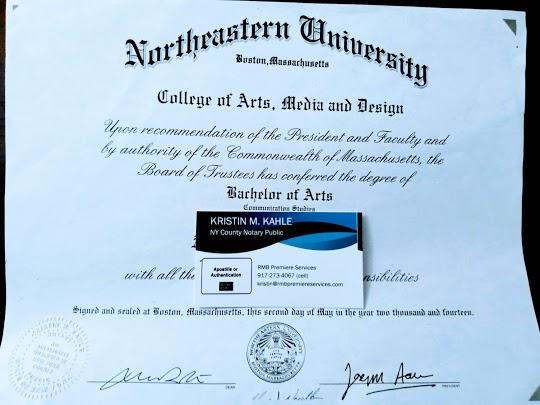 Northeastern University
Boston, Massachusetts
College of Arts, Media and Design
Upon recommendation of the President and Faculty and
by authority of the Commonwealth of Massachusetts, the
Board of Trustees has conferred the degree of
Bachelor of Arts
Communication Studies
KRISTIN M. KAHLE
NY County Notary Public
Apostille or
Authentication
RMB Premiere Services
917-273-4067 (cell)
kristin@rmbpremiereservices.com
with all the
Signed and sealed at Boston, Massachusetts, this second day of May in the year two thousand and fourteen.
NORTHEASTERN UNIVERSITY
DEAN
PRESIDENT